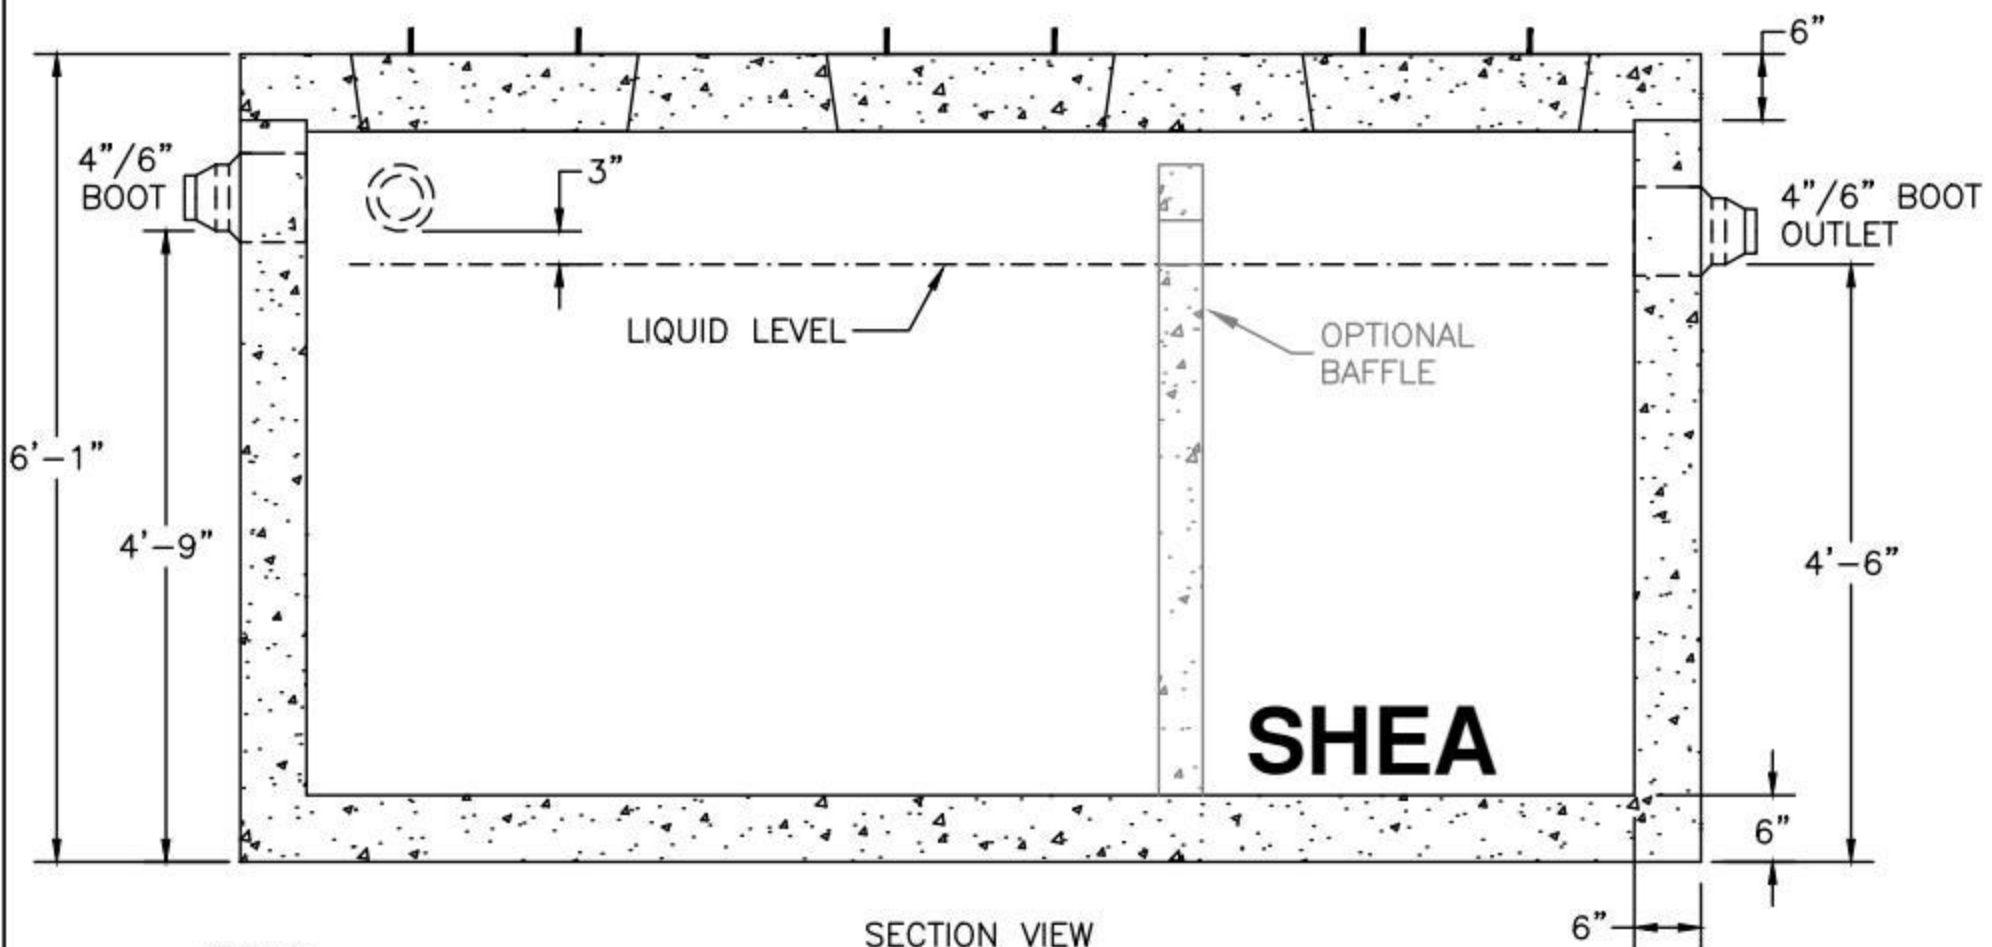 6"
4"/6"
BOOT
3"
4"/6" BOOT
OUTLET
LIQUID LEVEL
OPTIONAL
BAFFLE
6'-1"
4'-9"
4'-6"
SHEA
6"
SECTION VIEW
6"